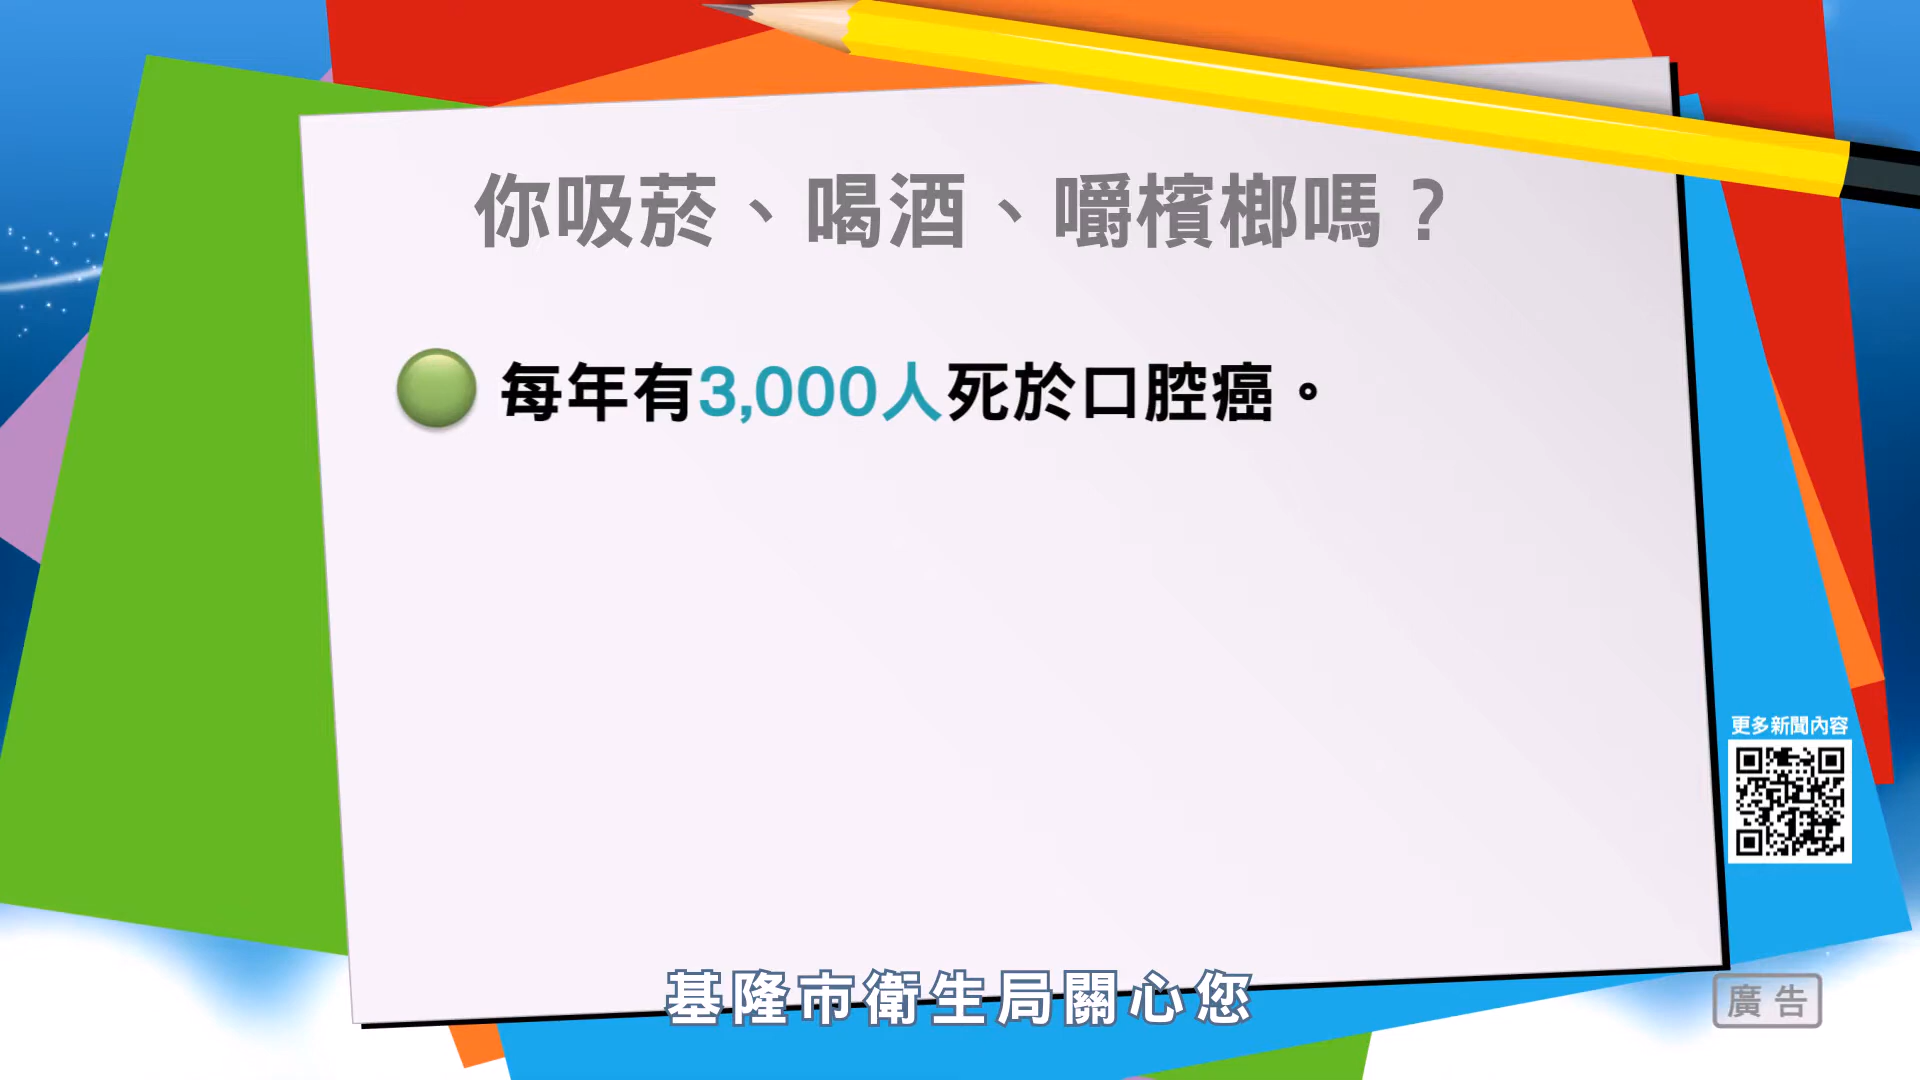 你吸菸、喝酒、嚼檳榔嗎？
每年有3,000人死於口腔癌。
更多新聞內容
基隆市衛生局關心您
廣告